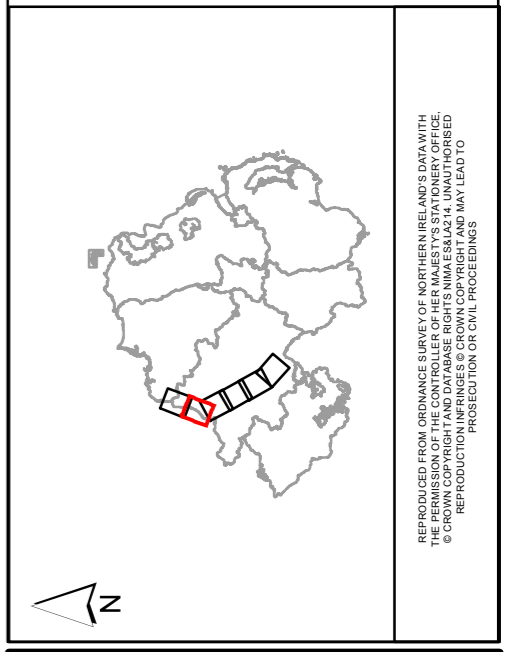 N
REPRODUCED FROM ORDNANCE SURVEY OF NORTHERN IRELAND'S DATA WITH
THE PERMISSION OF THE CONTROLLER OF HER MAJESTY'S STATIONERY OFFICE,
© CROWN COPYRIGHT AND DATABASE RIGHTS NIMA ES&LA214. UNAUTHORISED
REPRODUCTION INFRINGES © CROWN COPYRIGHT AND MAY LEAD TO
PROSECUTION OR CIVIL PROCEEDINGS